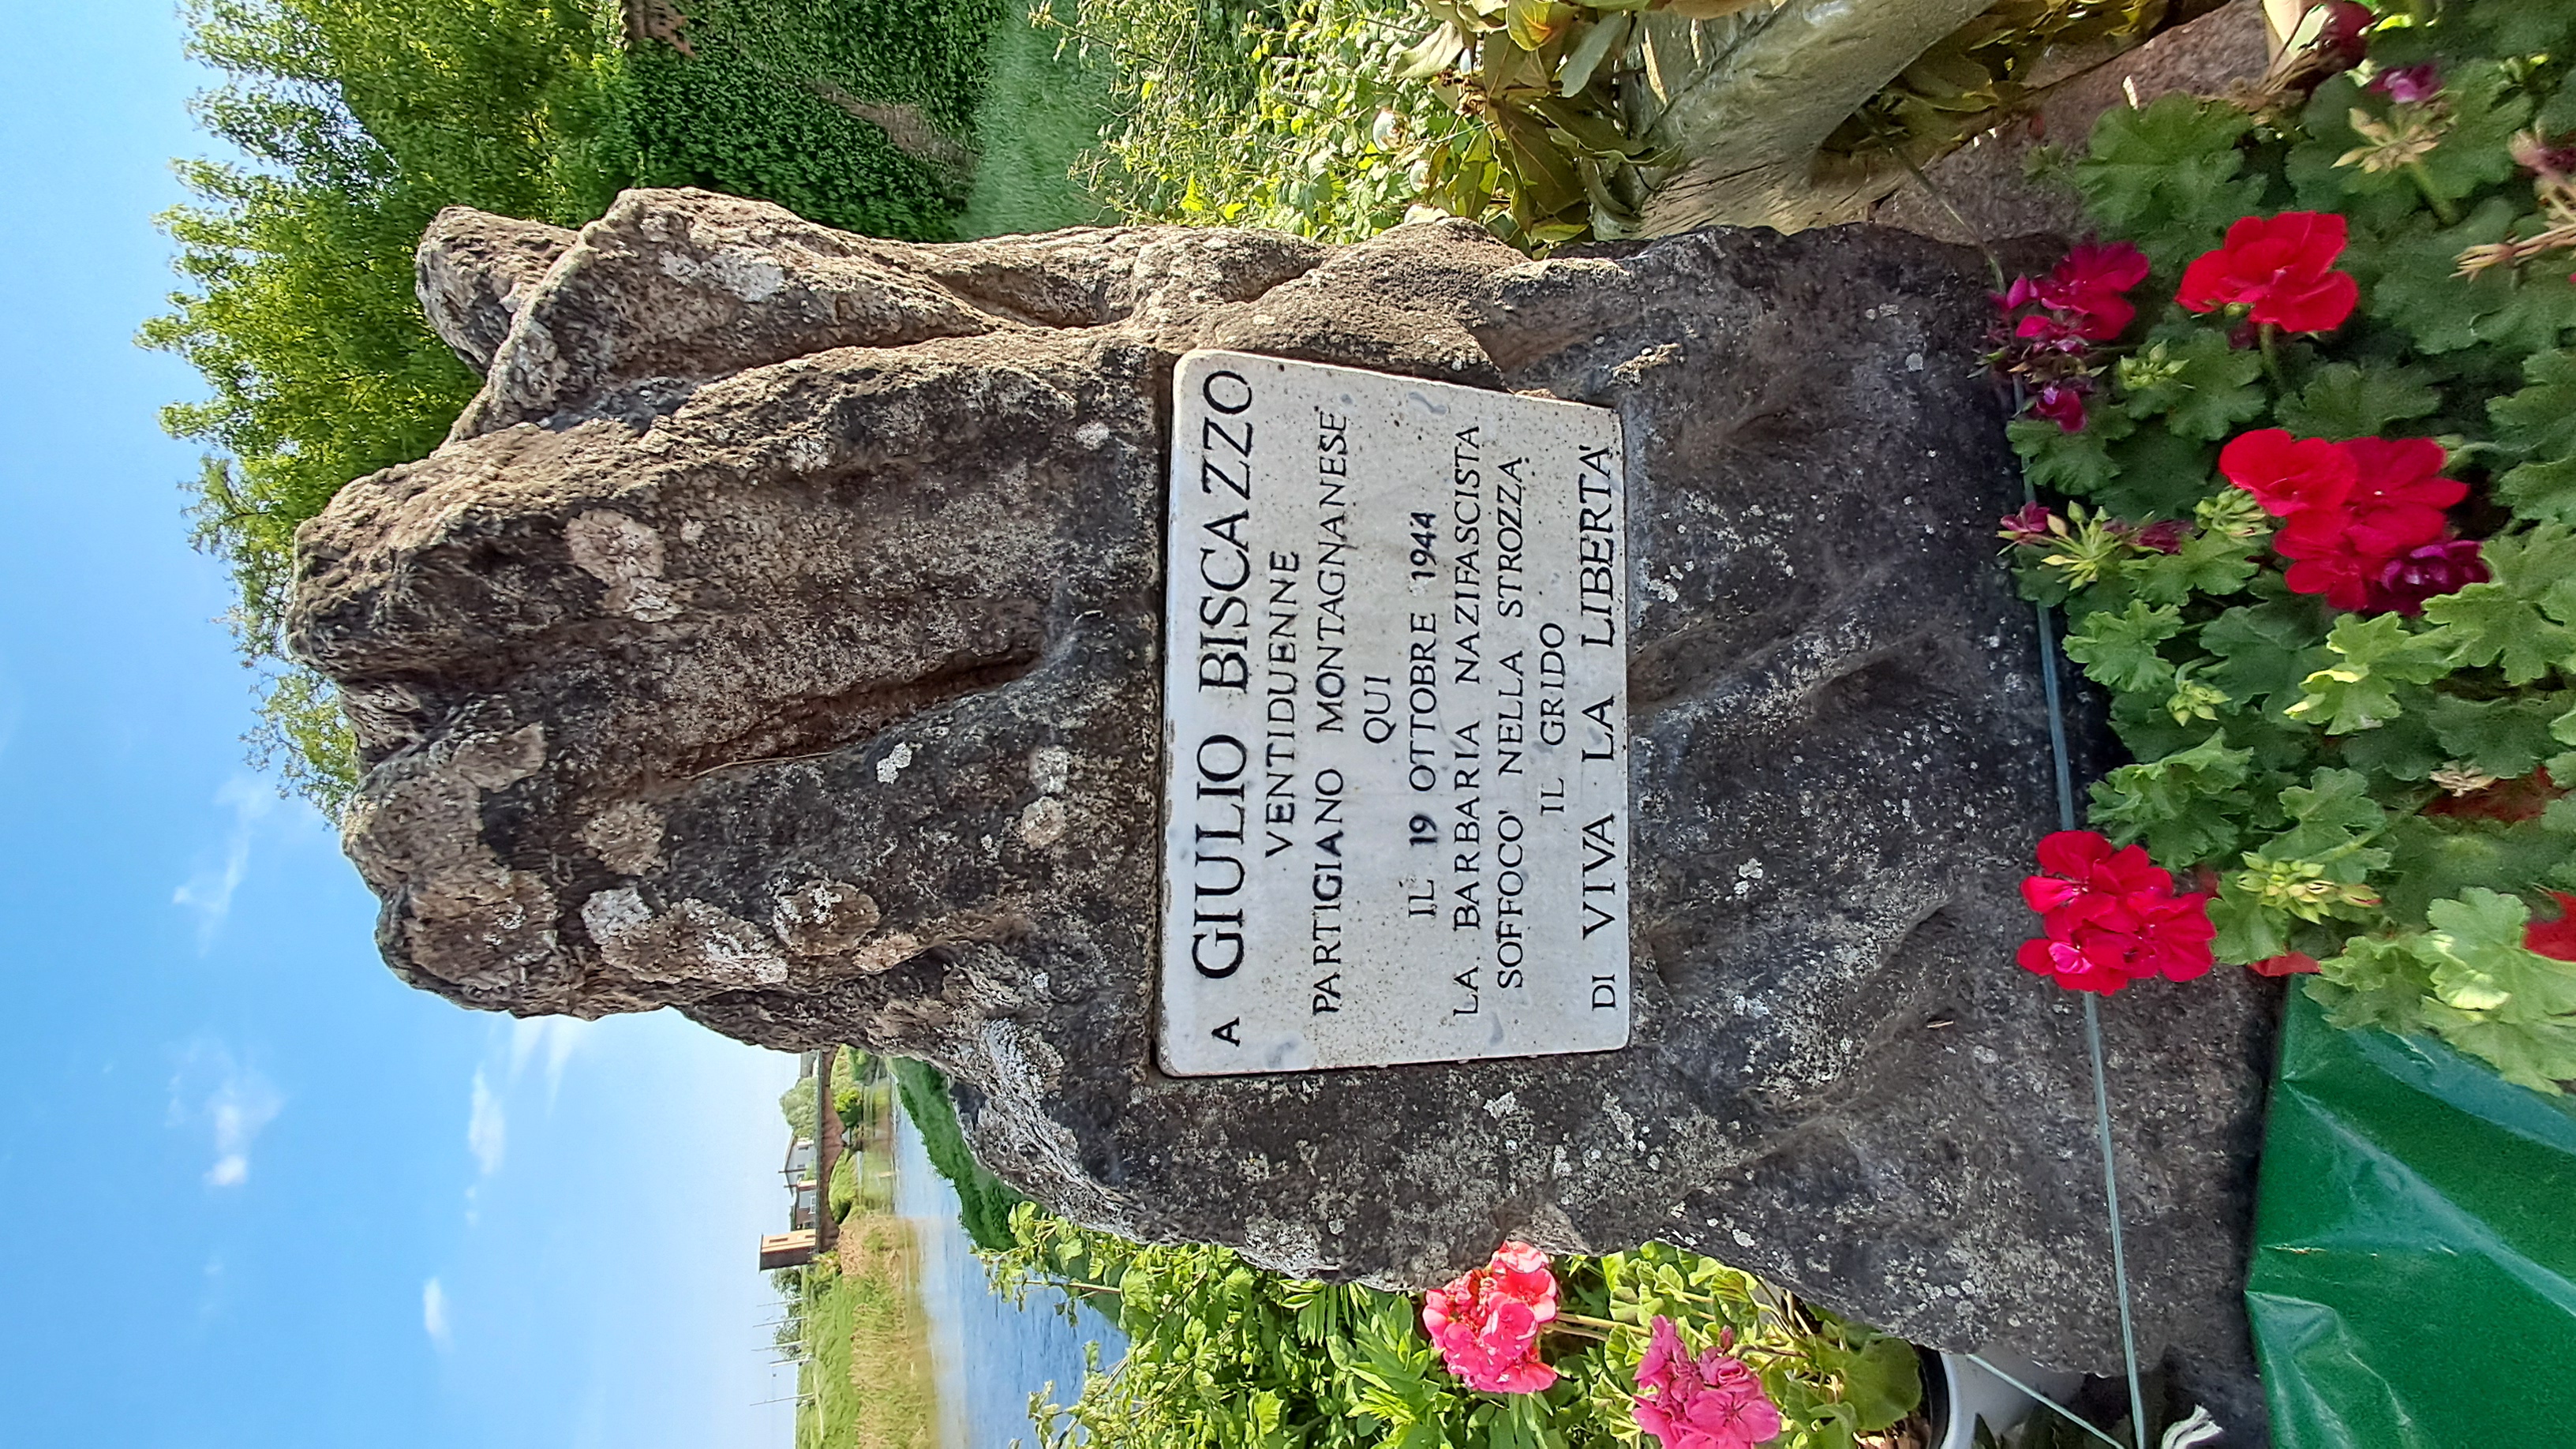 A GIULIO BISCAZZO
VENTIDUENNE
PARTIGIANO MONTAGNANESE
QUI
IL 19 OTTOBRE 1944
LA BARBARIA NAZIFASCISTA
SOFFOCO' NELLA STROZZA
IL GRIDO
DI VIVA LA LIBERTA'